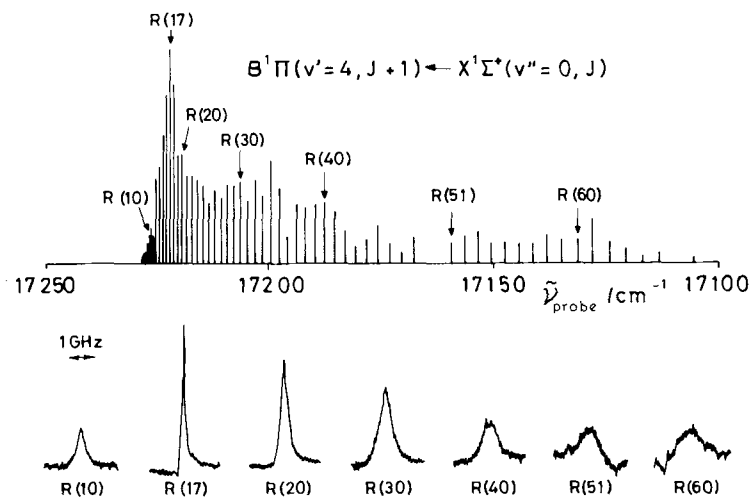 R(17)
B¹Π(v'=4, J+1) ← X¹Σ⁺(v"=0, J)
R(20)
R(30)
R(40)
R(10)
R(51)
R(60)
17250 17200 17150 17100
ṽprobe /cm⁻¹
1GHz
R(10) R(17) R(20) R(30) R(40) R(51) R(60)